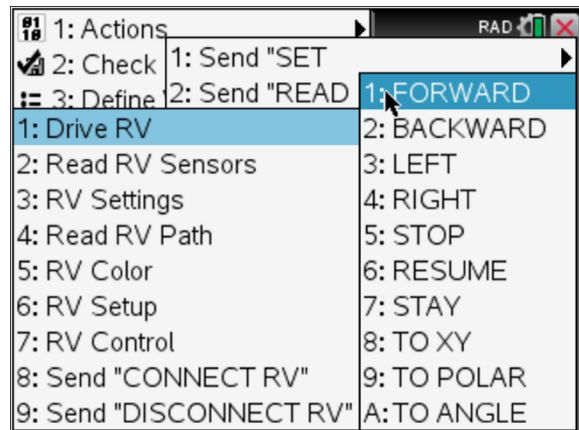 1: Actions
RAD
2: Check
3: Define
1: Send "SET
2: Send "READ
1: Drive RV
2: Read RV Sensors
3: RV Settings
4: Read RV Path
5: RV Color
6: RV Setup
7: RV Control
8: Send "CONNECT RV"
9: Send "DISCONNECT RV"
1: FORWARD
2: BACKWARD
3: LEFT
4: RIGHT
5: STOP
6: RESUME
7: STAY
8: TO XY
9: TO POLAR
A: TO ANGLE